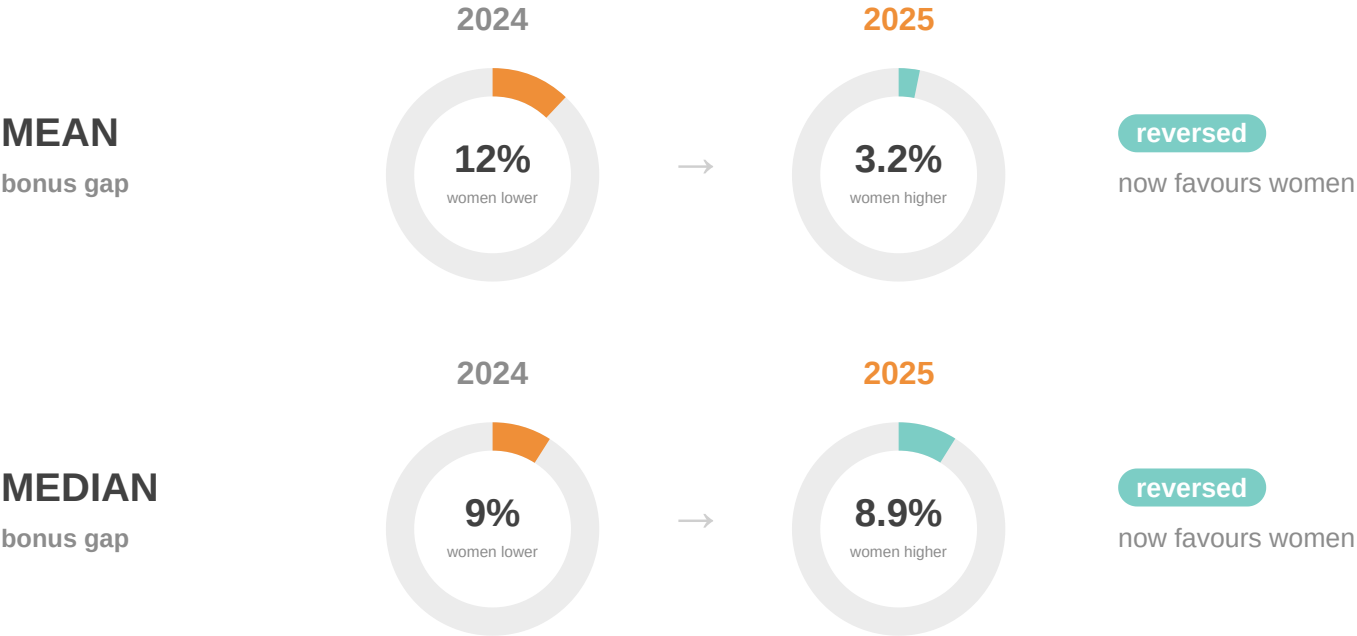 2024
2025
MEAN
bonus gap
12%
women lower
→
3.2%
women higher
reversed
now favours women
2024
2025
MEDIAN
bonus gap
9%
women lower
→
8.9%
women higher
reversed
now favours women